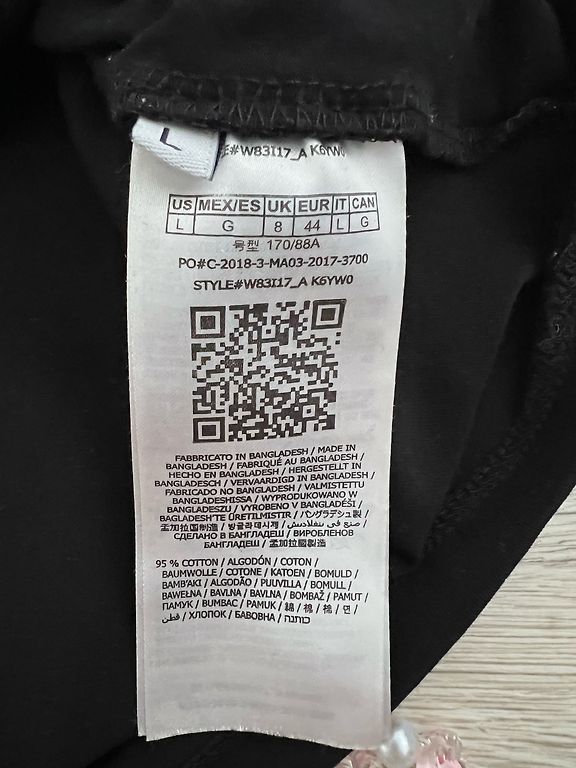 L
E#W83I17_A K6YW0
US MEX/ES UK EUR IT CAN
L G 8 44 L G
号型 170/88A
PO#C-2018-3-MA03-2017-3700
STYLE#W83I17_A K6YW0
FABBRICATO IN BANGLADESH / MADE IN
BANGLADESH / FABRIQUÉ AU BANGLADESH /
HECHO EN BANGLADESH / HERGESTELLT IN
BANGLADESCH / VERVAARDIGD IN BANGLADESH /
FABRICADO NO BANGLADESH / VALMISTETTU
BANGLADESHISSA / WYPRODUKOWANO W
BANGLADESZU / VYROBENO V BANGLADÉŠI /
BAGLADESH'TE ÜRETILMISTIR / バングラデシュ製 /
孟加拉国制造 / 방글라데시제 / صنع في بنغلاديش /
СДЕЛАНО В БАНГЛАДЕШ / ВИРОБЛЕНОВ
БАНГЛАДЕШ / 孟加拉國製造
95 % COTTON / ALGODÓN / COTON /
BAUMWOLLE / COTONE / KATOEN / BOMULD /
BAMBAKI / ALGODÃO / PUUVILLA / BOMULL /
BAWEŁNA / BAVLNA / BAVLNA / BOMBAŽ / PAMUT /
ПАМУК / BUMBAC / PAMUK / 綿 / 棉 / 棉 / 면 /
قطن / ХЛОПОК / БАВОВНА / כותנה